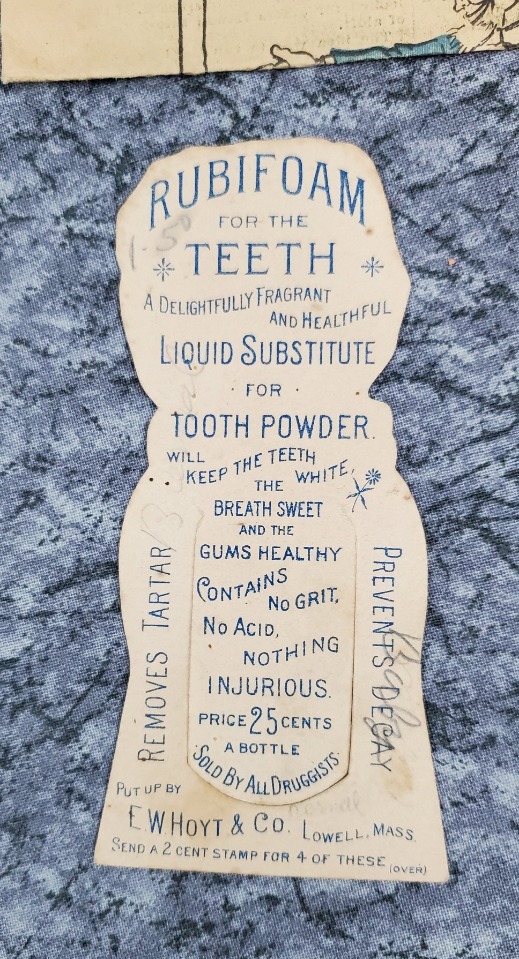 RUBIFOAM
FOR THE
TEETH
A DELIGHTFULLY FRAGRANT
AND HEALTHFUL
LIQUID SUBSTITUTE
· FOR ·
TOOTH POWDER.
WILL
KEEP THE TEETH
THE WHITE,
BREATH SWEET
AND THE
GUMS HEALTHY
CONTAINS
NO GRIT,
NO ACID,
NOTHING
INJURIOUS.
PRICE 25 CENTS
A BOTTLE
SOLD BY ALL DRUGGISTS.
REMOVES TARTAR
PREVENTS DECAY
PUT UP BY
E.W. HOYT & CO. LOWELL, MASS.
SEND A 2 CENT STAMP FOR 4 OF THESE (OVER)
1-50